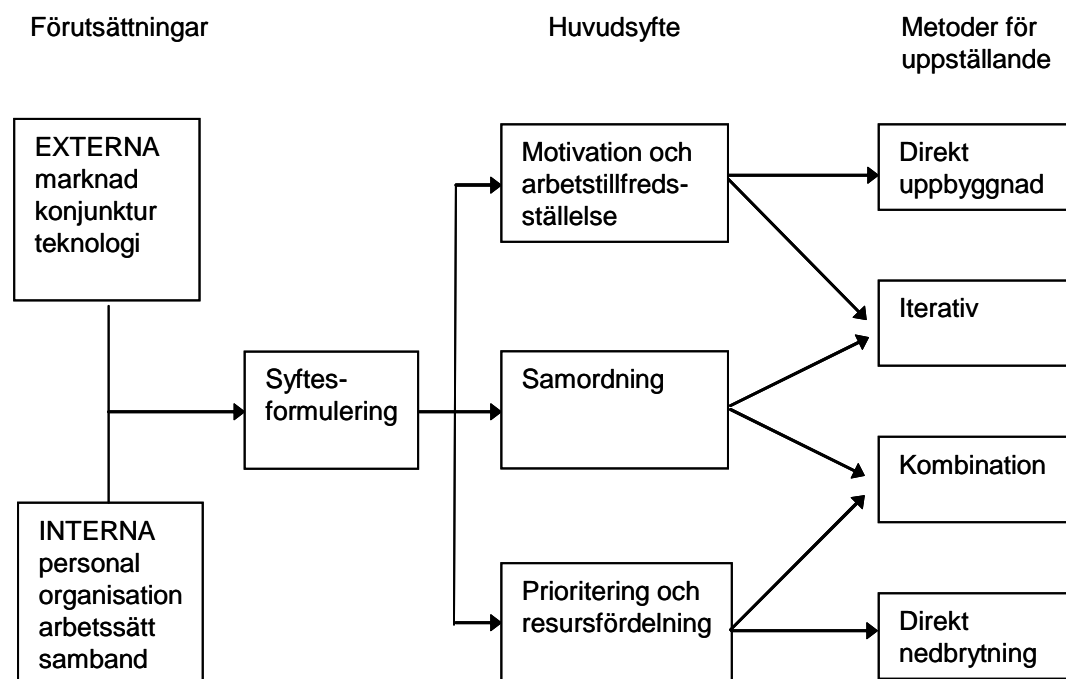 Förutsättningar
Huvudsyfte
Metoder för
uppställande
EXTERNA
marknad
konjunktur
teknologi
INTERNA
personal
organisation
arbetssätt
samband
Syftes-
formulering
Motivation och
arbetstillfreds-
ställelse
Samordning
Prioritering och
resursfördelning
Direkt
uppbyggnad
Iterativ
Kombination
Direkt
nedbrytning